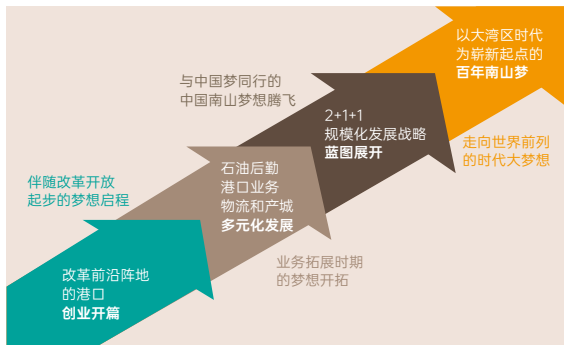 伴随改革开放
起步的梦想启程
改革前沿阵地
的港口
创业开篇
石油后勤
港口业务
物流和产城
多元化发展
业务拓展时期
的梦想开拓
与中国梦同行的
中国南山梦想腾飞
2+1+1
规模化发展战略
蓝图展开
以大湾区时代
为崭新起点的
百年南山梦
走向世界前列
的时代大梦想